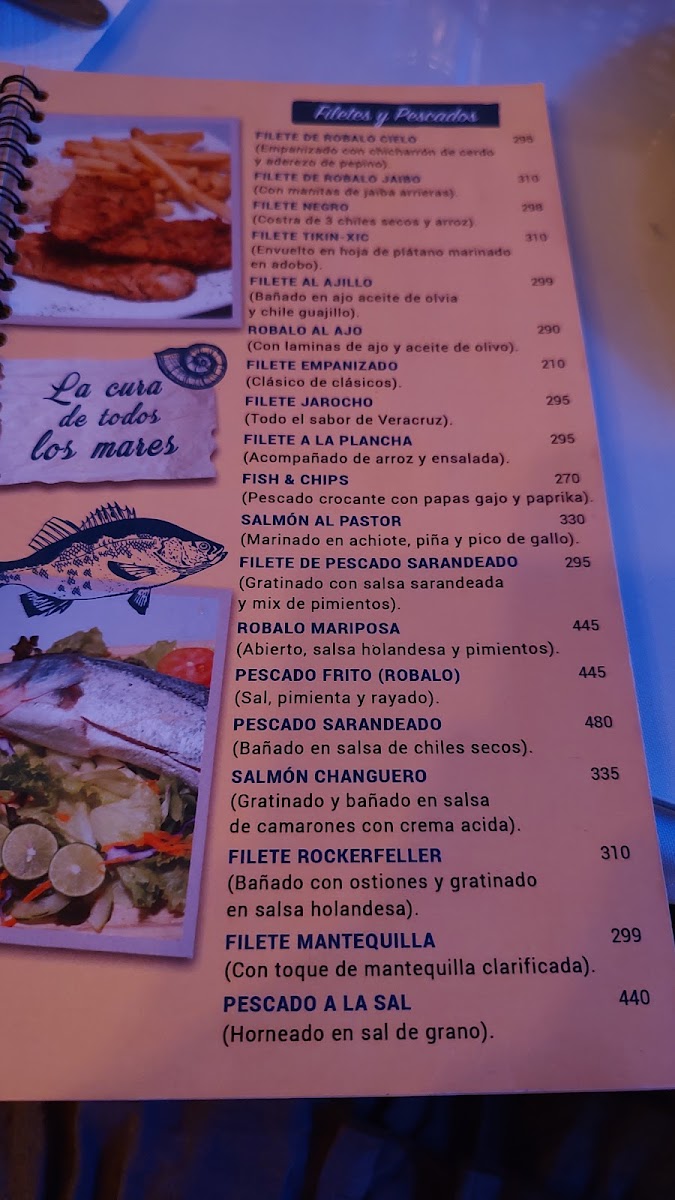 Filetes y Pescados
FILETE DE ROBALO CIELO 295
(Empanizado con chicharrón de cerdo
y aderezo de pepino).
FILETE DE ROBALO JAIBO 310
(Con manitas de jaiba arrieras).
FILETE NEGRO 298
(Costra de 3 chiles secos y arroz)
FILETE TIKIN-XIC 310
(Envuelto en hoja de plátano marinado
en adobo).
FILETE AL AJILLO 299
(Bañado en ajo aceite de olvia
y chile guajillo).
ROBALO AL AJO 290
(Con laminas de ajo y aceite de olivo).
FILETE EMPANIZADO 210
(Clásico de clásicos).
FILETE JAROCHO 295
(Todo el sabor de Veracruz).
FILETE A LA PLANCHA 295
(Acompañado de arroz y ensalada).
FISH & CHIPS 270
(Pescado crocante con papas gajo y paprika).
SALMÓN AL PASTOR 330
(Marinado en achiote, piña y pico de gallo).
FILETE DE PESCADO SARANDEADO 295
(Gratinado con salsa sarandeada
y mix de pimientos).
ROBALO MARIPOSA 445
(Abierto, salsa holandesa y pimientos).
PESCADO FRITO (ROBALO) 445
(Sal, pimienta y rayado).
PESCADO SARANDEADO 480
(Bañado en salsa de chiles secos).
SALMÓN CHANGUERO 335
(Gratinado y bañado en salsa
de camarones con crema acida).
FILETE ROCKERFELLER 310
(Bañado con ostiones y gratinado
en salsa holandesa).
FILETE MANTEQUILLA 299
(Con toque de mantequilla clarificada).
PESCADO A LA SAL 440
(Horneado en sal de grano).
La cura
de todos
los mares